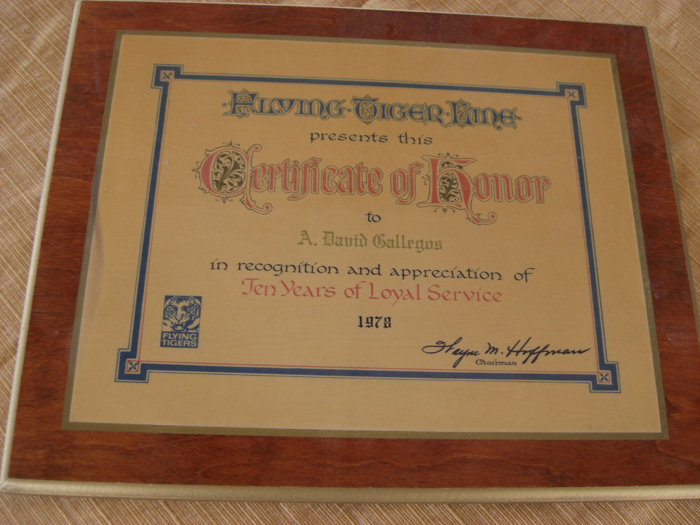 Flying Tiger Line
presents this
Certificate of Honor
to
A. David Gallegos
in recognition and appreciation of
Ten Years of Loyal Service
1978
FLYING
TIGERS
Wayne M. Hoffman
Chairman